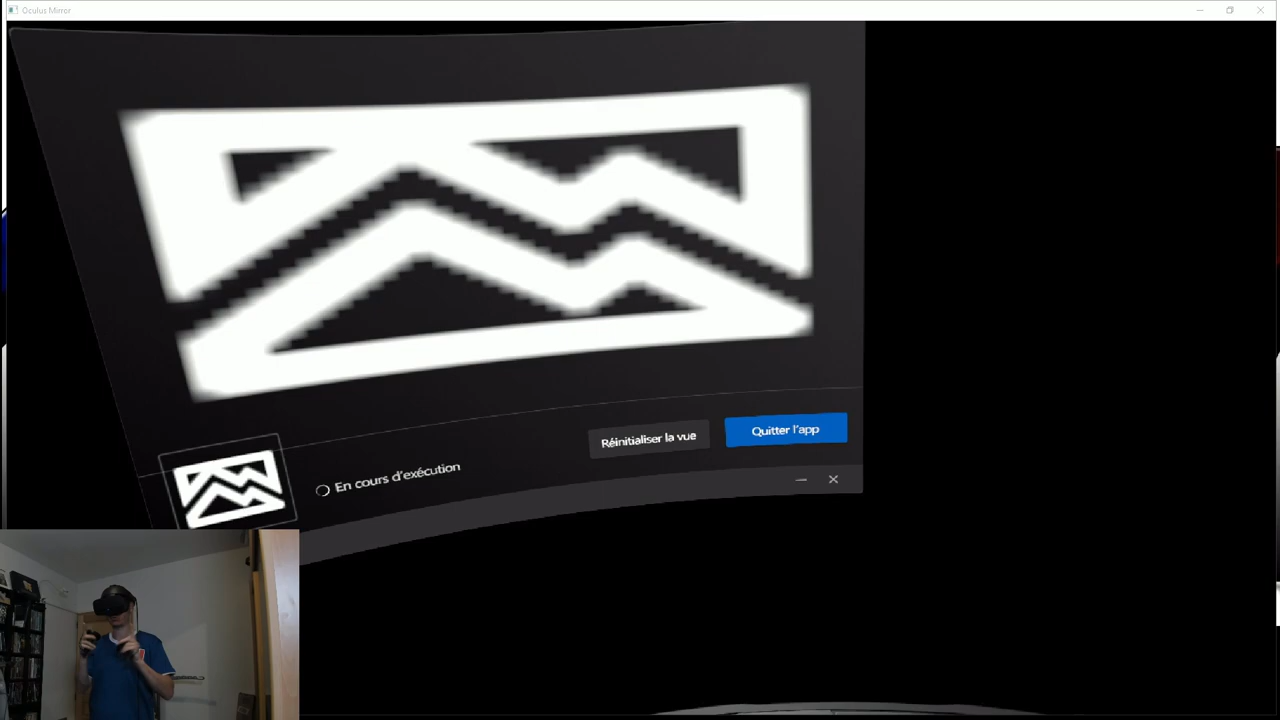 Oculus Mirror
Réinitialiser la vue
Quitter l'app
En cours d'exécution